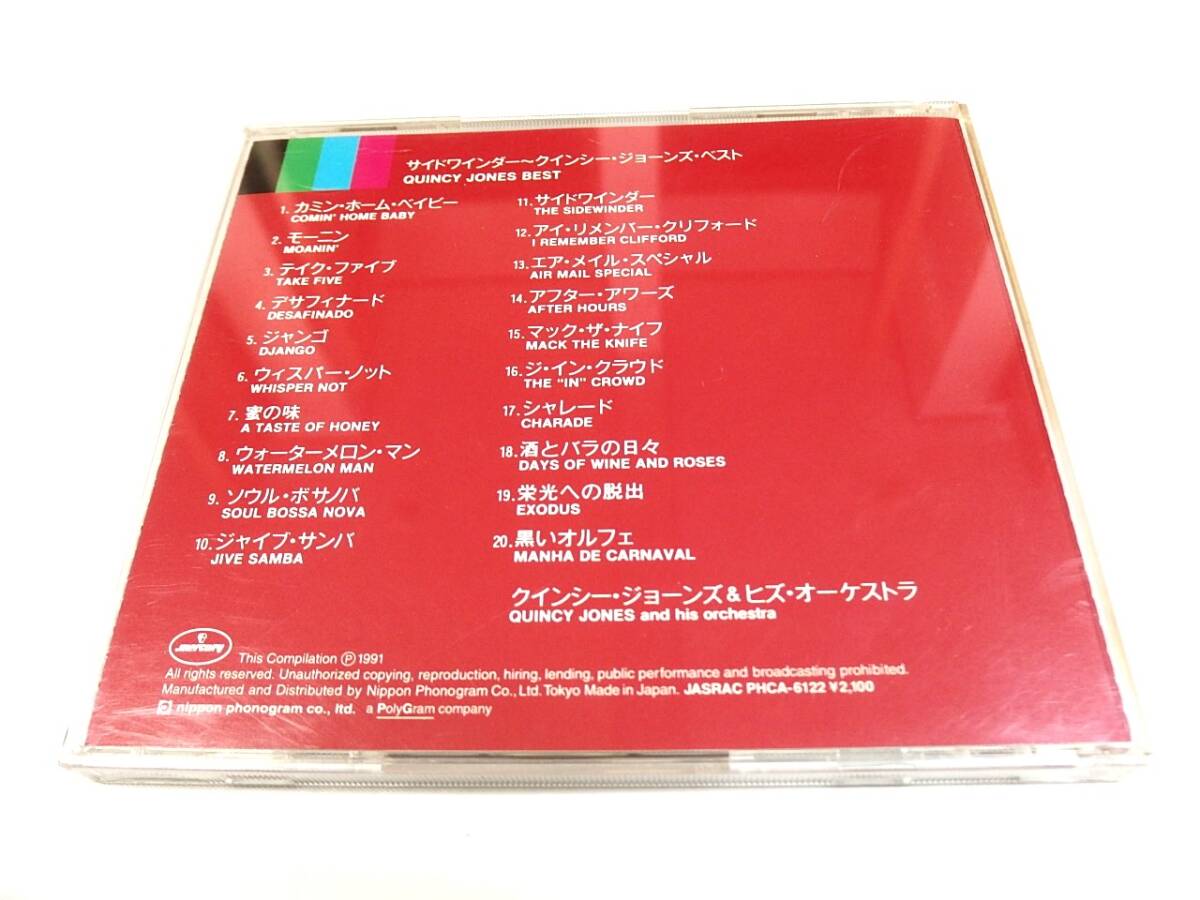 サイドワインダー～クインシー・ジョーンズ・ベスト
QUINCY JONES BEST
1. カミン・ホーム・ベイビー
COMIN' HOME BABY
2. モーニン
MOANIN'
3. テイク・ファイブ
TAKE FIVE
4. デサフィナード
DESAFINADO
5. ジャンゴ
DJANGO
6. ウィスパー・ノット
WHISPER NOT
7. 蜜の味
A TASTE OF HONEY
8. ウォーターメロン・マン
WATERMELON MAN
9. ソウル・ボサノバ
SOUL BOSSA NOVA
10. ジャイブ・サンバ
JIVE SAMBA
11. サイドワインダー
THE SIDEWINDER
12. アイ・リメンバー・クリフォード
I REMEMBER CLIFFORD
13. エア・メイル・スペシャル
AIR MAIL SPECIAL
14. アフター・アワーズ
AFTER HOURS
15. マック・ザ・ナイフ
MACK THE KNIFE
16. ジ・イン・クラウド
THE "IN" CROWD
17. シャレード
CHARADE
18. 酒とバラの日々
DAYS OF WINE AND ROSES
19. 栄光への脱出
EXODUS
20. 黒いオルフェ
MANHA DE CARNAVAL
クインシー・ジョーンズ&ヒズ・オーケストラ
QUINCY JONES and his orchestra
Mercury
This Compilation Ⓟ 1991
All rights reserved. Unauthorized copying, reproduction, hiring, lending, public performance and broadcasting prohibited.
Manufactured and Distributed by Nippon Phonogram Co., Ltd. Tokyo Made in Japan. JASRAC PHCA-6122 ¥2,100
nippon phonogram co., ltd. a PolyGram company